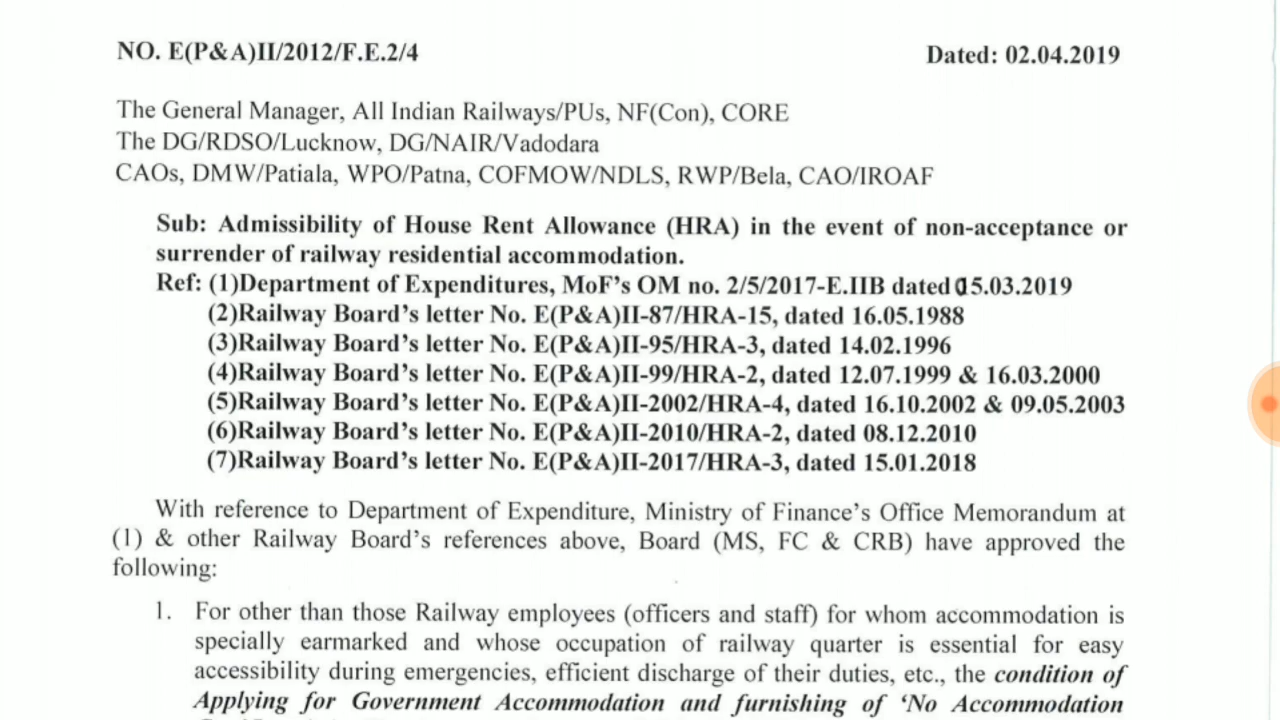 NO. E(P&A)II/2012/F.E.2/4 Dated: 02.04.2019
The General Manager, All Indian Railways/PUs, NF(Con), CORE
The DG/RDSO/Lucknow, DG/NAIR/Vadodara
CAOs, DMW/Patiala, WPO/Patna, COFMOW/NDLS, RWP/Bela, CAO/IROAF
Sub: Admissibility of House Rent Allowance (HRA) in the event of non-acceptance or
surrender of railway residential accommodation.
Ref: (1)Department of Expenditures, MoF's OM no. 2/5/2017-E.IIB dated 15.03.2019
(2)Railway Board's letter No. E(P&A)II-87/HRA-15, dated 16.05.1988
(3)Railway Board's letter No. E(P&A)II-95/HRA-3, dated 14.02.1996
(4)Railway Board's letter No. E(P&A)II-99/HRA-2, dated 12.07.1999 & 16.03.2000
(5)Railway Board's letter No. E(P&A)II-2002/HRA-4, dated 16.10.2002 & 09.05.2003
(6)Railway Board's letter No. E(P&A)II-2010/HRA-2, dated 08.12.2010
(7)Railway Board's letter No. E(P&A)II-2017/HRA-3, dated 15.01.2018
With reference to Department of Expenditure, Ministry of Finance's Office Memorandum at
(1) & other Railway Board's references above, Board (MS, FC & CRB) have approved the
following:
1. For other than those Railway employees (officers and staff) for whom accommodation is
specially earmarked and whose occupation of railway quarter is essential for easy
accessibility during emergencies, efficient discharge of their duties, etc., the condition of
Applying for Government Accommodation and furnishing of 'No Accommodation